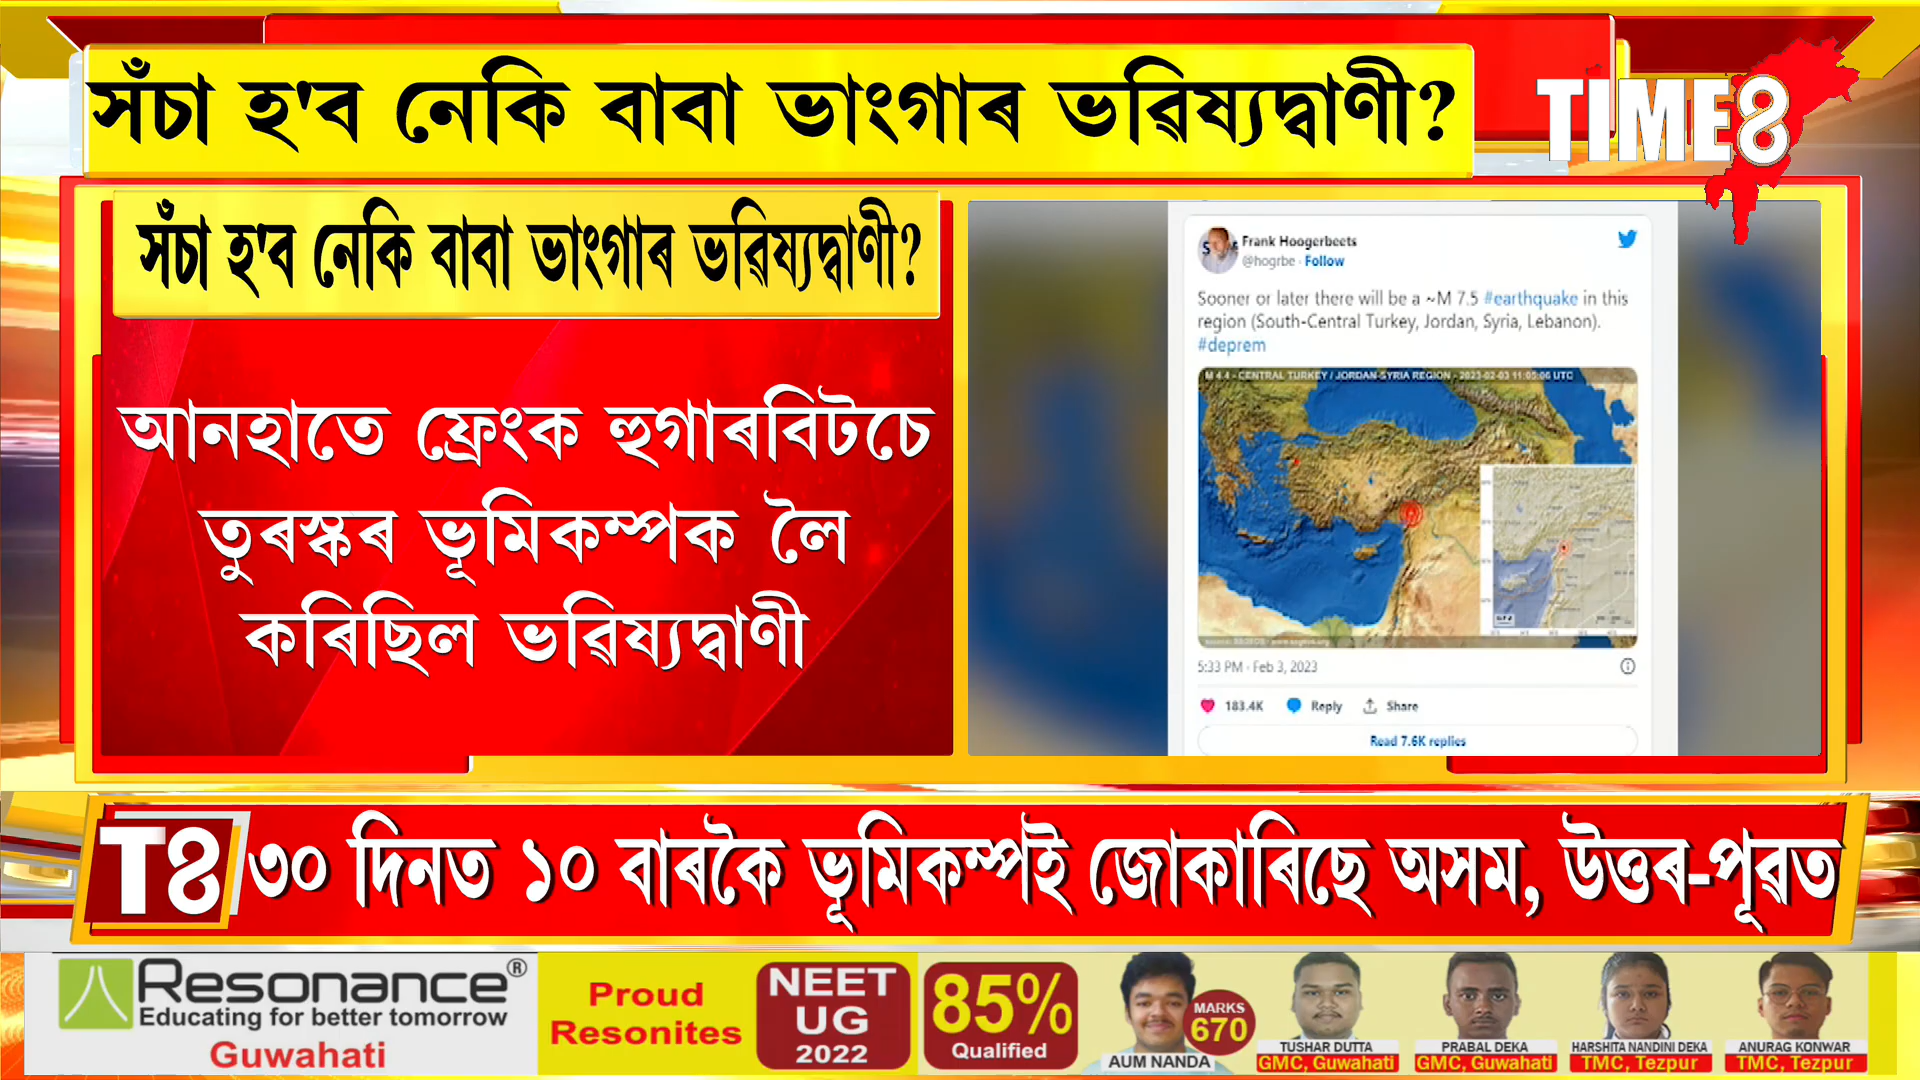 সঁচা হ'ব নেকি বাবা ভাংগাৰ ভৱিষ্যদ্বাণী?
TIME8
সঁচা হ'ব নেকি বাবা ভাংগাৰ ভৱিষ্যদ্বাণী?
আনহাতে ফ্ৰেংক হুগাৰবিটচে
তুৰস্কৰ ভূমিকম্পক লৈ
কৰিছিল ভৱিষ্যদ্বাণী
Frank Hoogerbeets
@hogrbe · Follow
Sooner or later there will be a ~M 7.5 #earthquake in this
region (South-Central Turkey, Jordan, Syria, Lebanon).
#deprem
M 4.4 - CENTRAL TURKEY / JORDAN-SYRIA REGION - 2023-02-03 11:05:06 UTC
5:33 PM · Feb 3, 2023
183.4K Reply Share
Read 7.6K replies
T8 ৩০ দিনত ১০ বাৰকৈ ভূমিকম্পই জোকাৰিছে অসম, উত্তৰ-পূৱত
Resonance®
Educating for better tomorrow
Guwahati
Proud
Resonites
NEET
UG
2022
85%
Qualified
MARKS
670
AUM NANDA
TUSHAR DUTTA
GMC, Guwahati
PRABAL DEKA
GMC, Guwahati
HARSHITA NANDINI DEKA
TMC, Tezpur
ANURAG KONWAR
TMC, Tezpur